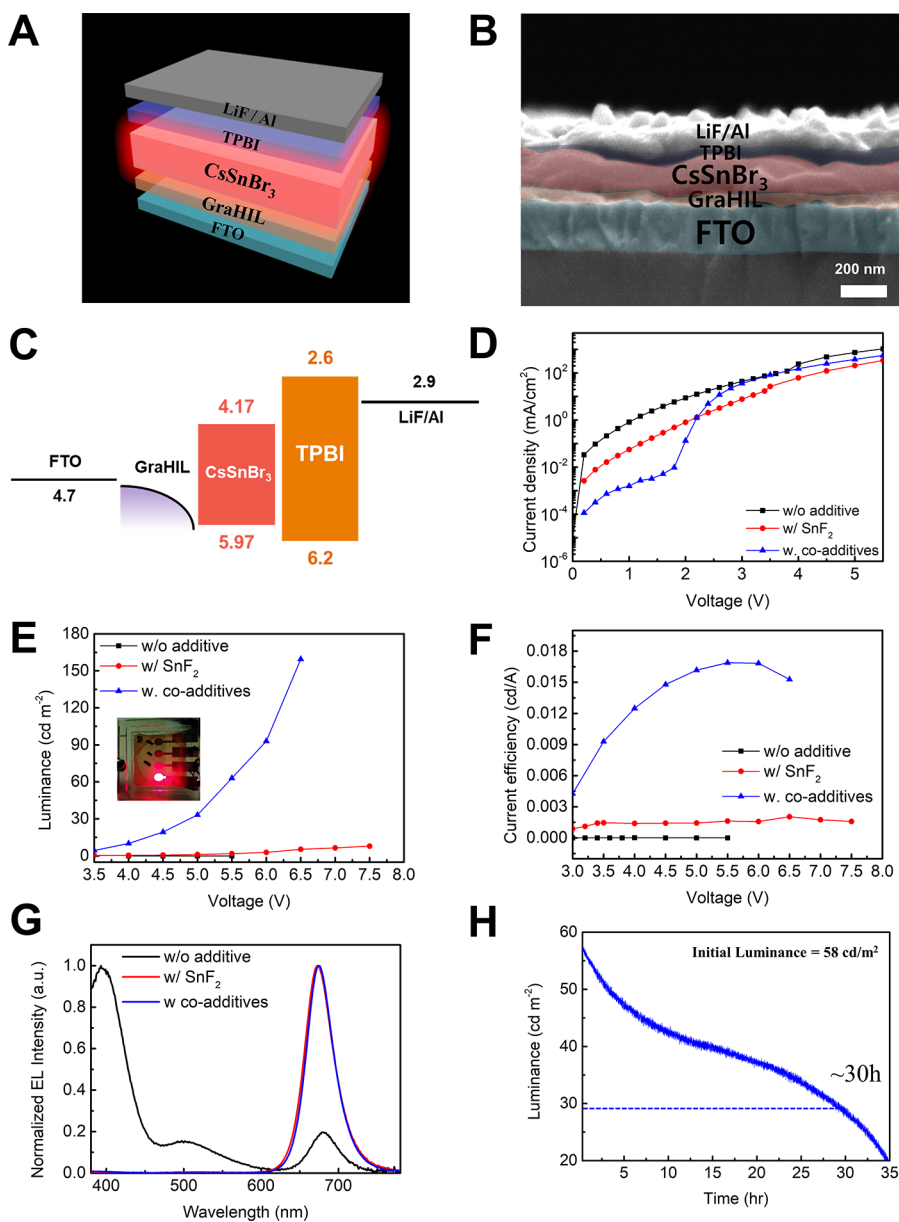 A
LiF / Al
TPBI
CsSnBr₃
GraHIL
FTO
B
LiF/Al
TPBI
CsSnBr₃
GraHIL
FTO
200 nm
C
2.6
4.17
2.9
LiF/Al
FTO
GraHIL
CsSnBr₃
TPBI
4.7
5.97
6.2
D
Current density (mA/cm²)
10²
10⁰
10⁻²
10⁻⁴
10⁻⁶
w/o additive
w/ SnF₂
w. co-additives
0 1 2 3 4 5
Voltage (V)
E
Luminance (cd m⁻²)
180
150
120
90
60
30
0
w/o additive
w/ SnF₂
w. co-additives
3.5 4.0 4.5 5.0 5.5 6.0 6.5 7.0 7.5 8.0
Voltage (V)
F
Current efficiency (cd/A)
0.018
0.015
0.012
0.009
0.006
0.003
0.000
w/o additive
w/ SnF₂
w. co-additives
3.0 3.5 4.0 4.5 5.0 5.5 6.0 6.5 7.0 7.5 8.0
Voltage (V)
G
Normalized EL Intensity (a.u.)
1.0
0.8
0.6
0.4
0.2
0.0
w/o additive
w/ SnF₂
w co-additives
400 500 600 700
Wavelength (nm)
H
Luminance (cd m⁻²)
60
50
40
30
20
Initial Luminance = 58 cd/m²
~30h
5 10 15 20 25 30 35
Time (hr)